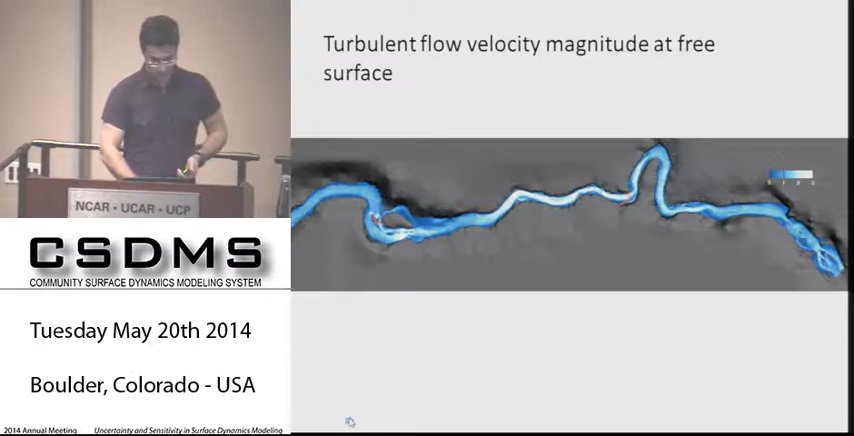 Turbulent flow velocity magnitude at free
surface
NCAR • UCAR • UCP
CSDMS
COMMUNITY SURFACE DYNAMICS MODELING SYSTEM
Tuesday May 20th 2014
Boulder, Colorado - USA
2014 Annual Meeting Uncertainty and Sensitivity in Surface Dynamics Modeling